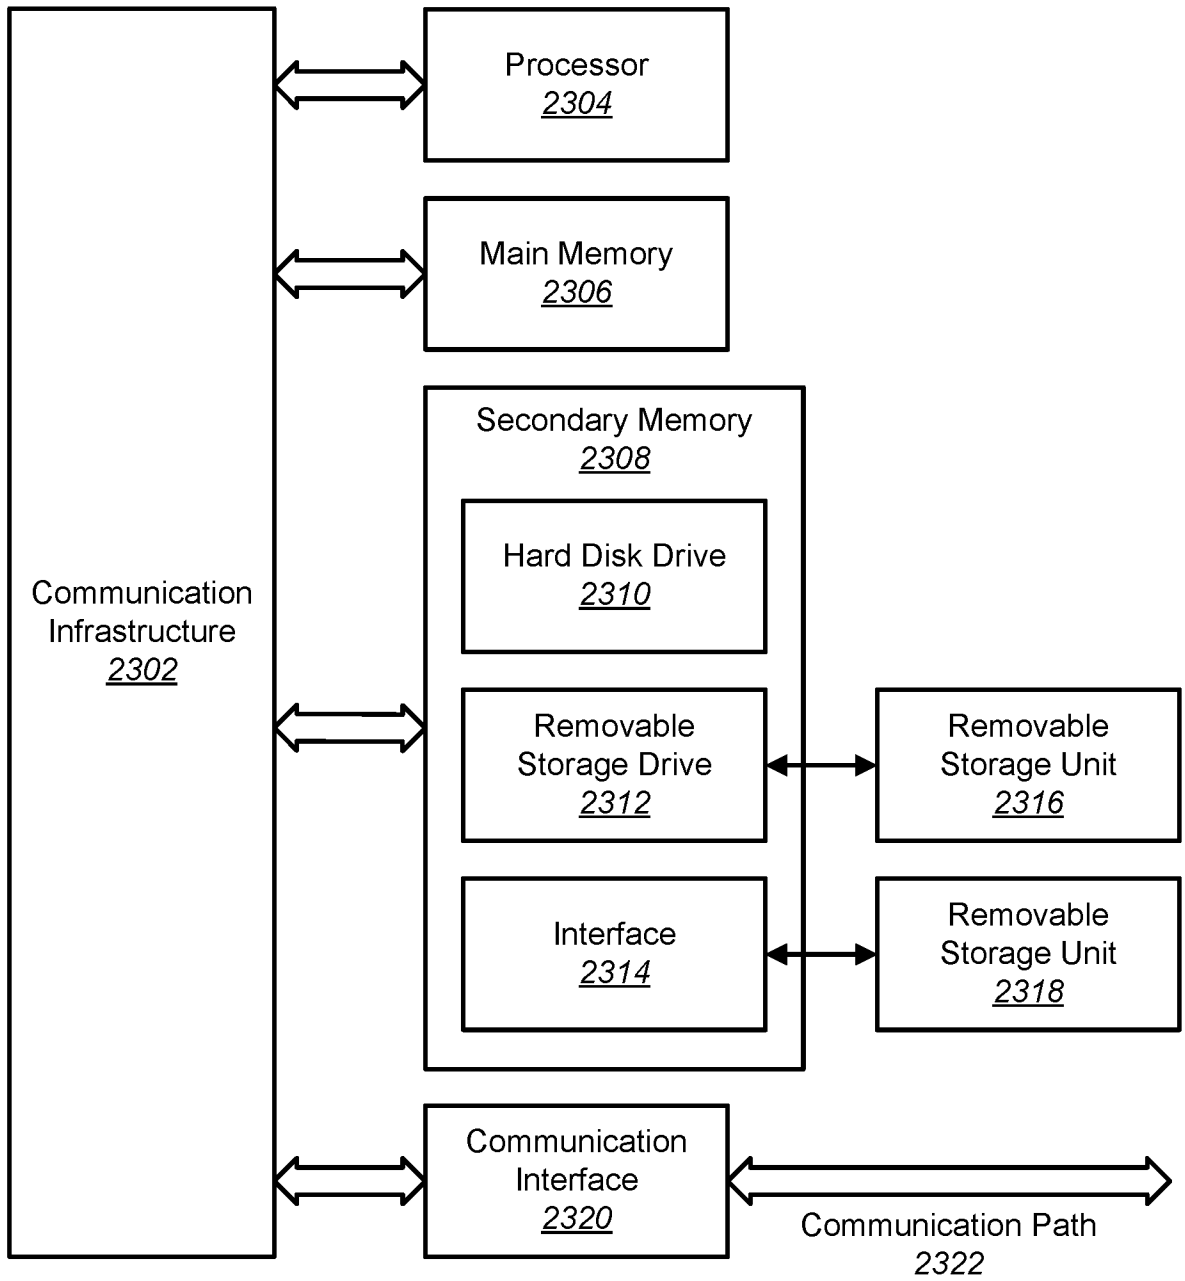 Processor
2304
Main Memory
2306
Secondary Memory
2308
Hard Disk Drive
2310
Communication
Infrastructure
2302
Removable
Storage Drive
2312
Removable
Storage Unit
2316
Interface
2314
Removable
Storage Unit
2318
Communication
Interface
2320
Communication Path
2322